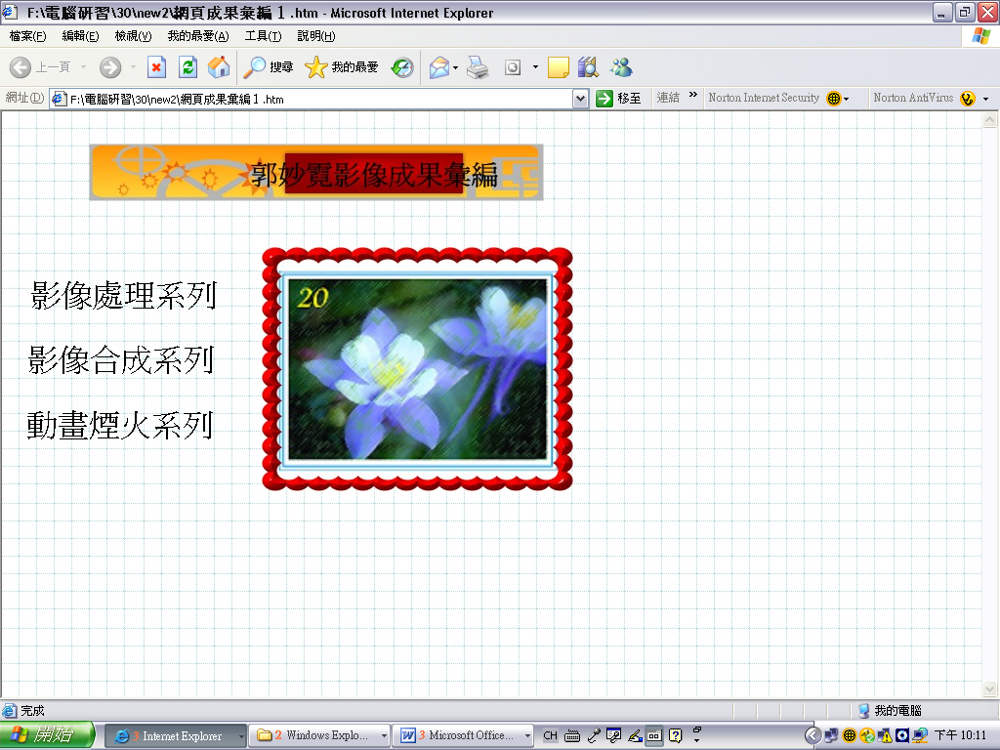 F:\電腦研習\30\new2\網頁成果彙編１.htm - Microsoft Internet Explorer
檔案(F) 編輯(E) 檢視(V) 我的最愛(A) 工具(T) 說明(H)
上一頁 搜尋 我的最愛
網址(D) F:\電腦研習\30\new2\網頁成果彙編１.htm 移至 連結 » Norton Internet Security Norton AntiVirus
郭妙霓影像成果彙編
20
影像處理系列
影像合成系列
動畫煙火系列
完成 我的電腦
開始 3 Internet Explorer 2 Windows Explo... 3 Microsoft Office... CH 下午 10:11